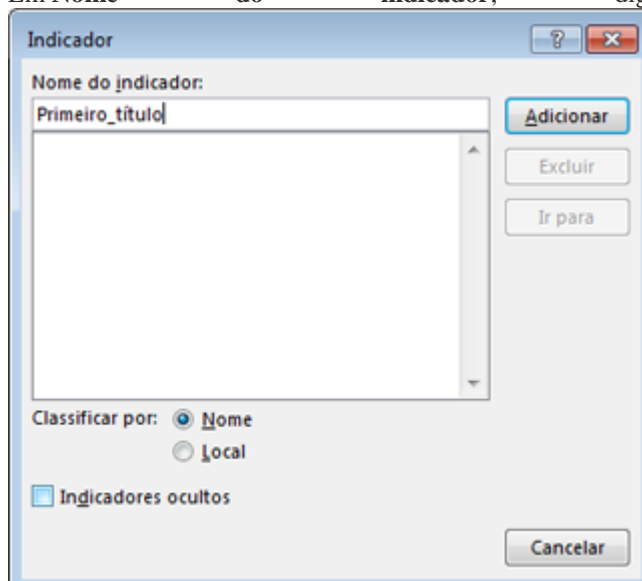 Em Nome do indicador, dig
Indicador
Nome do indicador:
Primeiro_título
Adicionar
Excluir
Ir para
Classificar por: Nome
Local
Indicadores ocultos
Cancelar